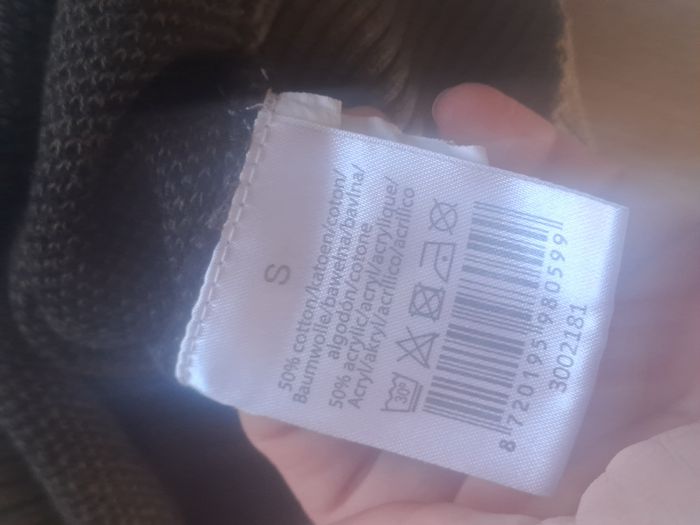 S
50% cotton/katoen/coton/
Baumwolle/bawełna/bavlna/
algodón/cotone
50% acrylic/acryl/acrylique/
Acryl/akryl/acrílico/acrilico
30º
8 720195 980599
3002181